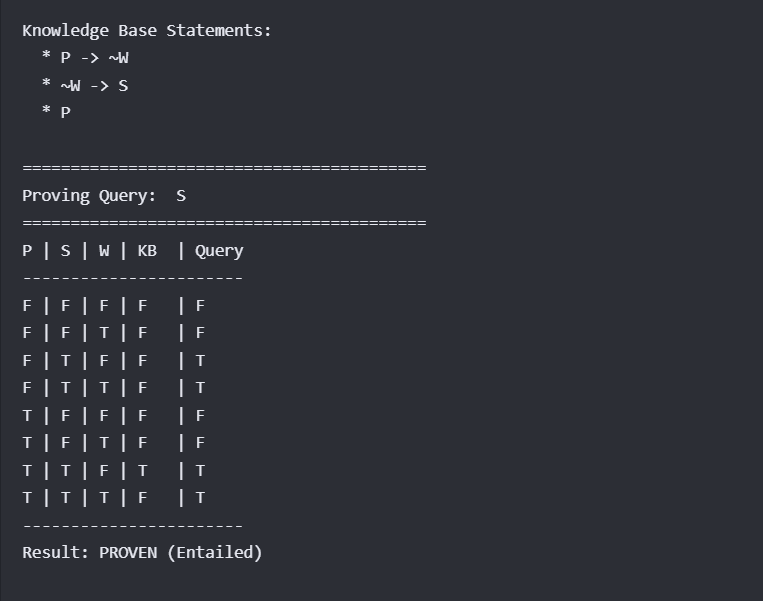 Knowledge Base Statements:
  * P -> ~W
  * ~W -> S
  * P
==========================================
Proving Query:  S
==========================================
P | S | W | KB  | Query
-----------------------
F | F | F | F   | F
F | F | T | F   | F
F | T | F | F   | T
F | T | T | F   | T
T | F | F | F   | F
T | F | T | F   | F
T | T | F | T   | T
T | T | T | F   | T
-----------------------
Result: PROVEN (Entailed)